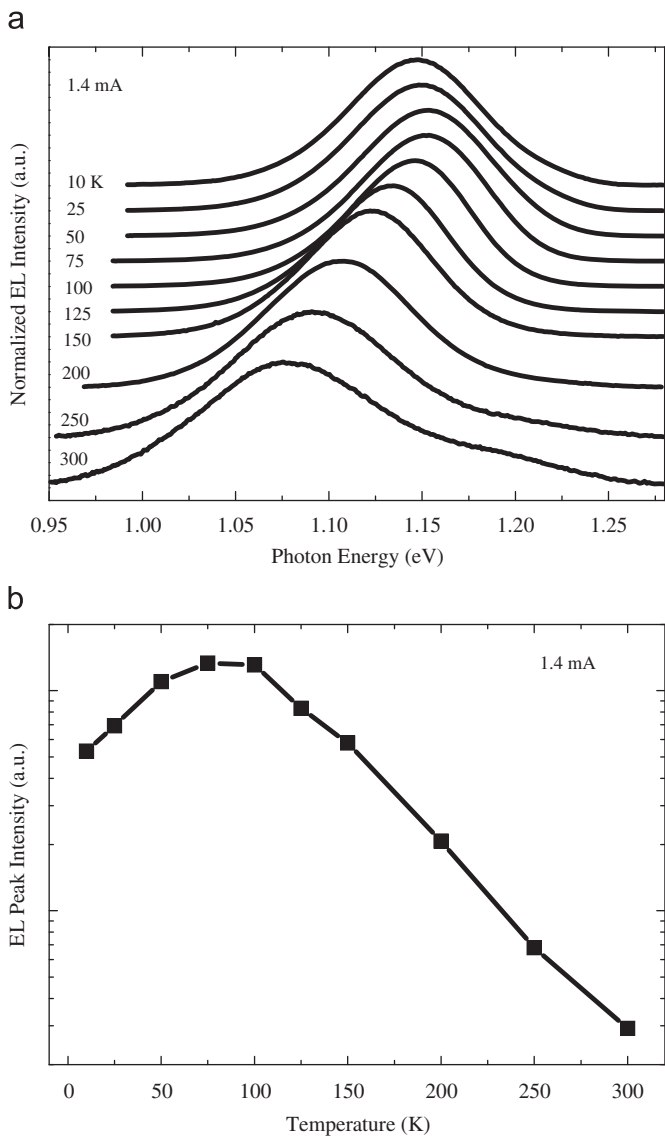 a
1.4 mA
Normalized EL Intensity (a.u.)
10 K
25
50
75
100
125
150
200
250
300
0.95 1.00 1.05 1.10 1.15 1.20 1.25
Photon Energy (eV)
b
1.4 mA
EL Peak Intensity (a.u.)
0 50 100 150 200 250 300
Temperature (K)